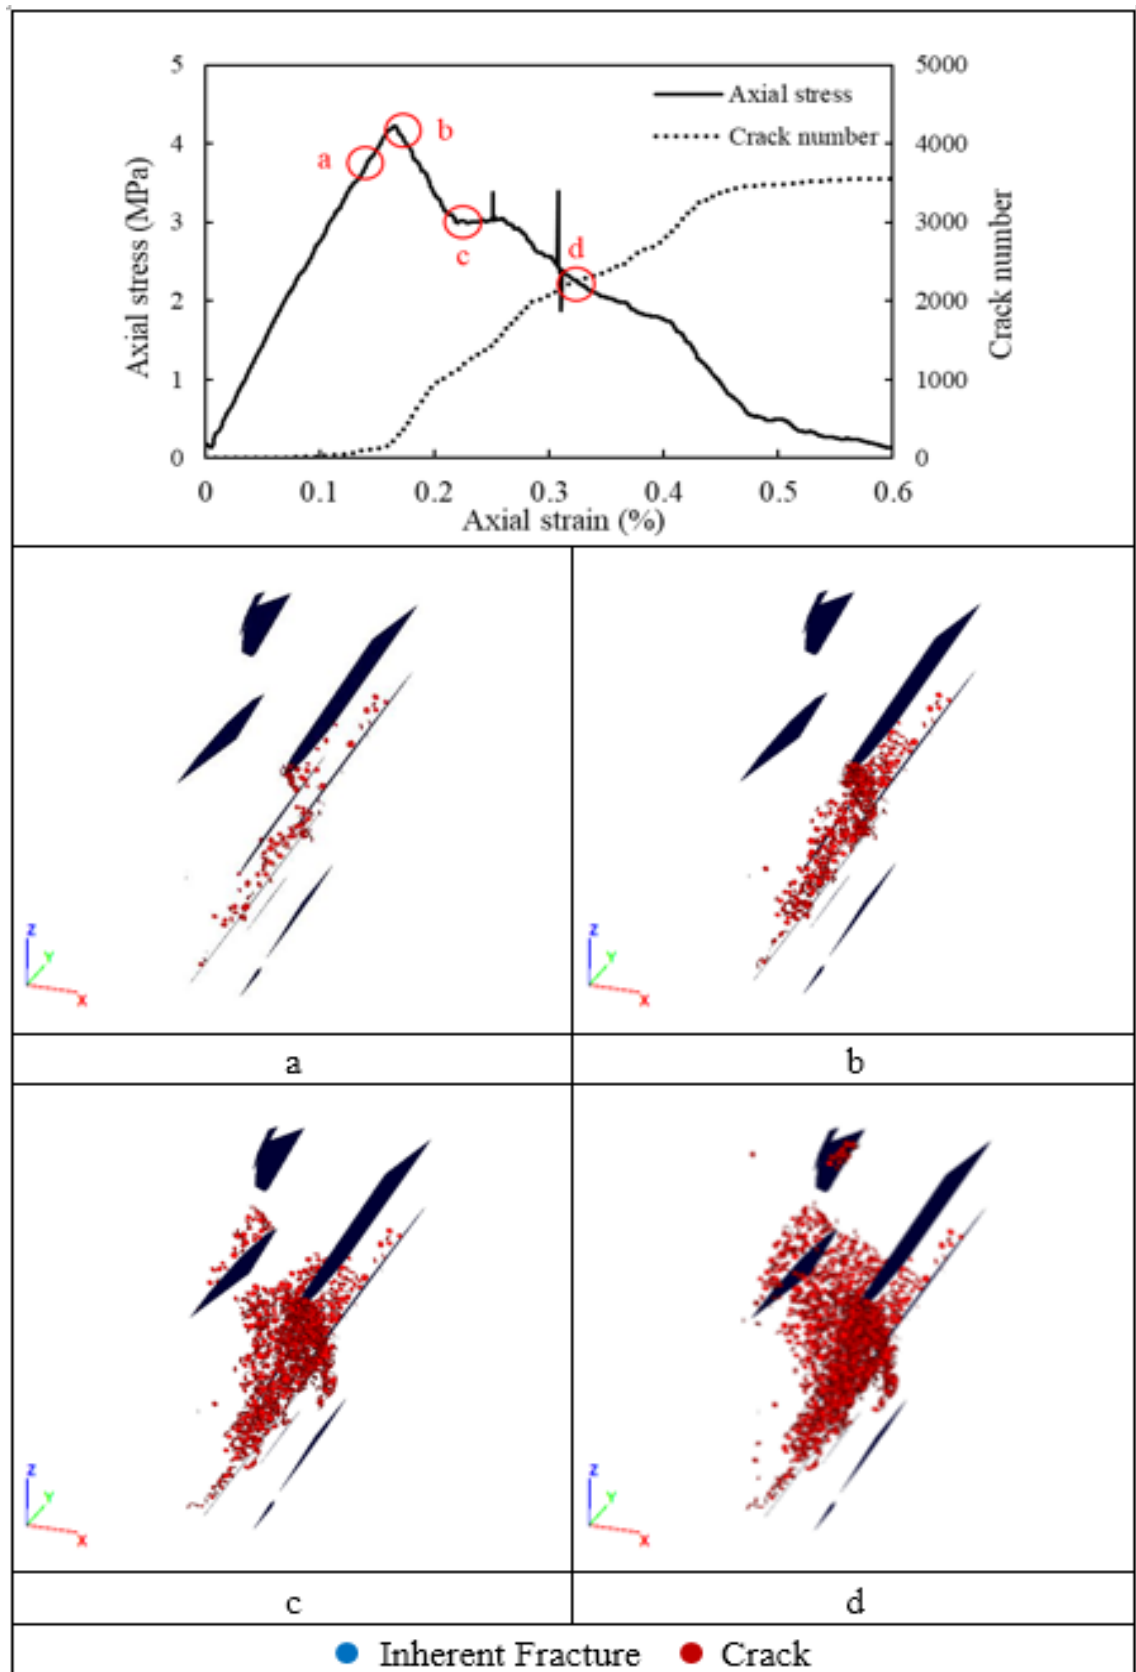 5
4
3
2
1
0
Axial stress (MPa)
5000
4000
3000
2000
1000
0
Crack number
Axial stress
Crack number
a
b
c
d
0 0.1 0.2 0.3 0.4 0.5 0.6
Axial strain (%)
Z
Y
X
Z
Y
X
a
b
Z
Y
X
Z
Y
X
c
d
Inherent Fracture
Crack